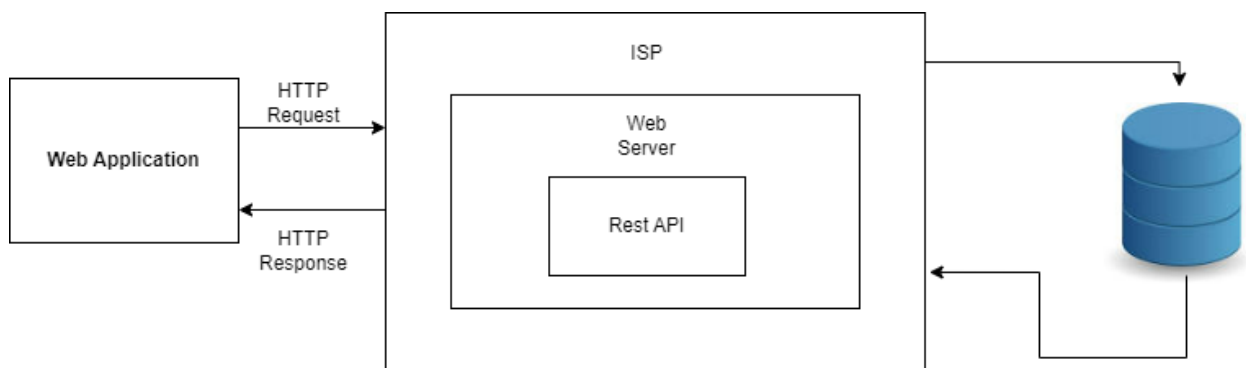 ISP
HTTP
Request
Web
Server
Web Application
Rest API
HTTP
Response